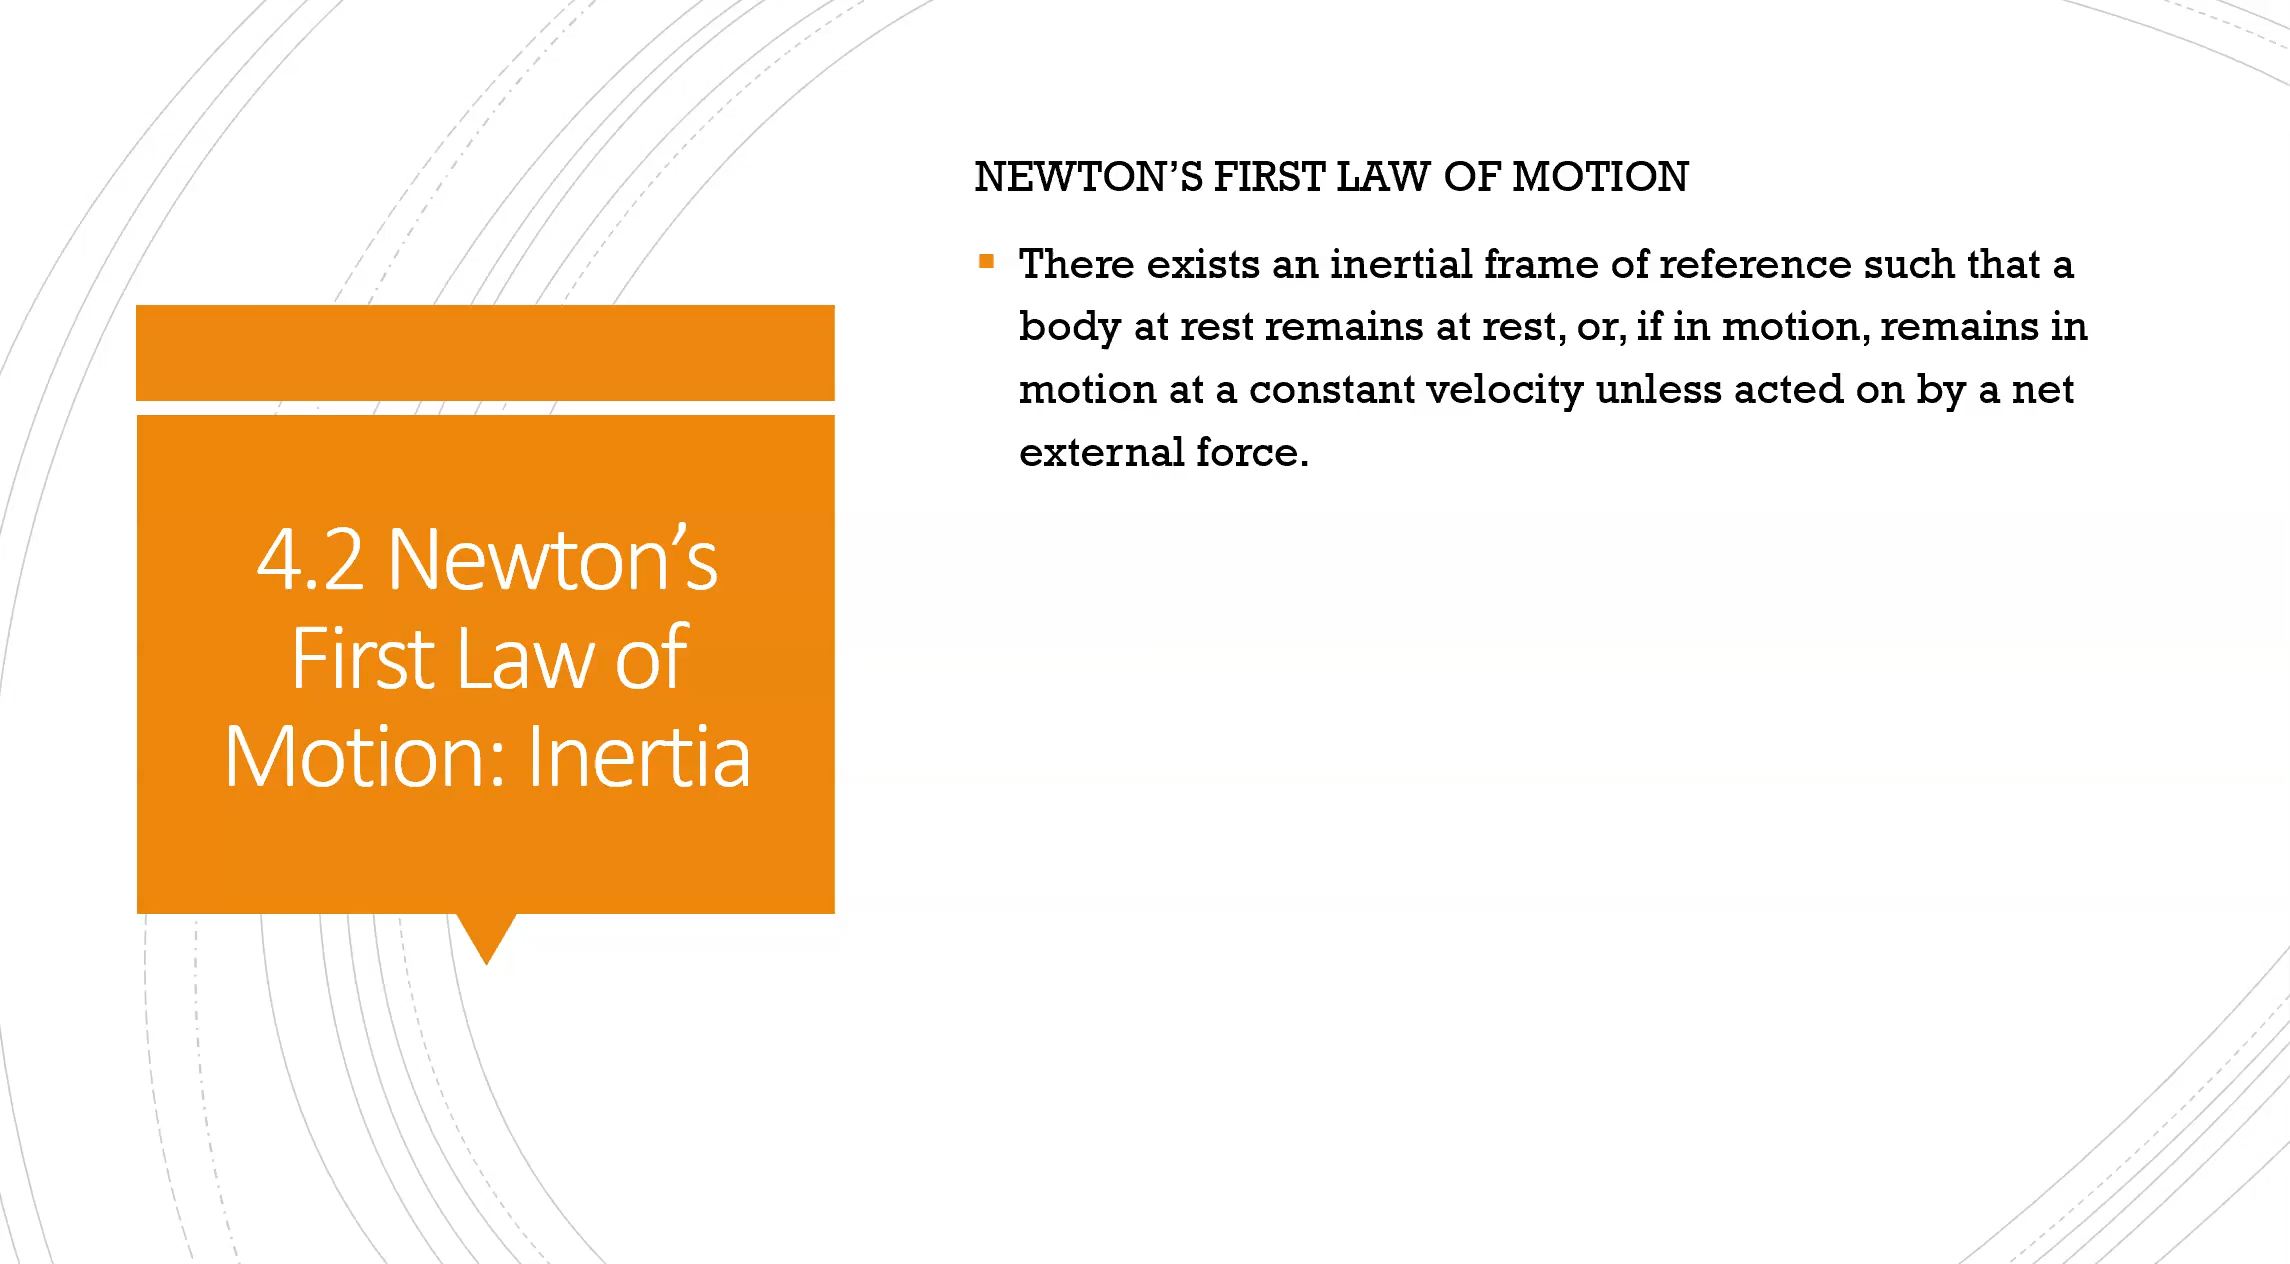 4.2 Newton’s
First Law of
Motion: Inertia
NEWTON’S FIRST LAW OF MOTION
▪ There exists an inertial frame of reference such that a
body at rest remains at rest, or, if in motion, remains in
motion at a constant velocity unless acted on by a net
external force.